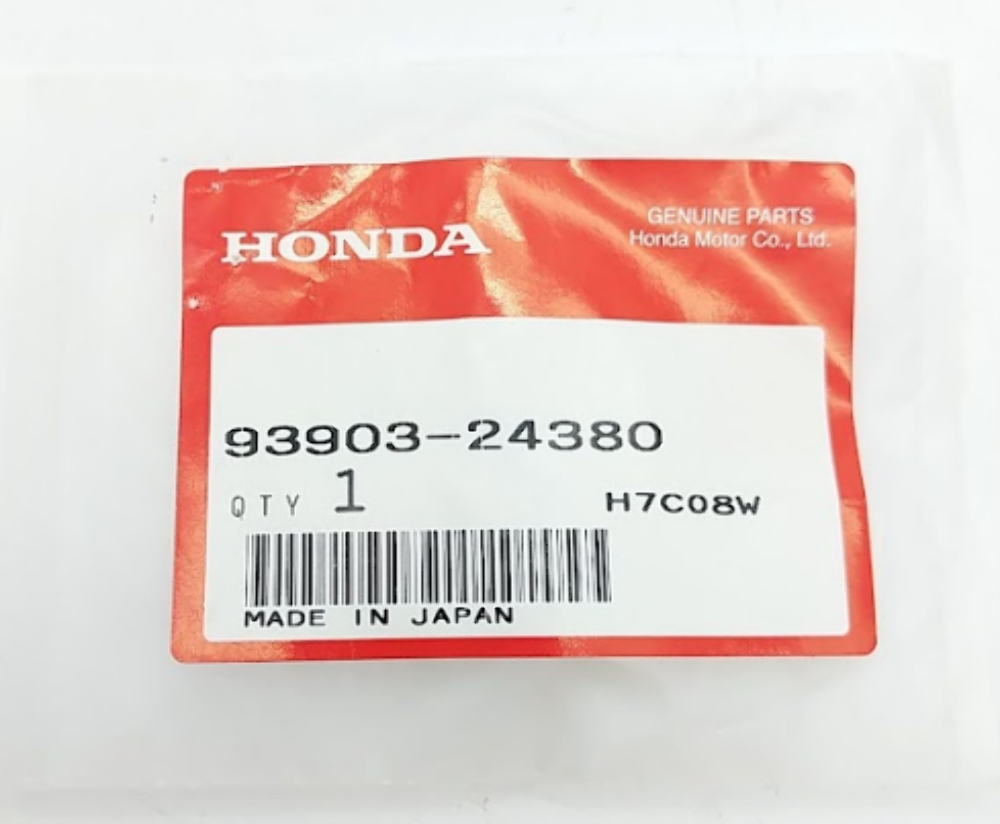 HONDA
GENUINE PARTS
Honda Motor Co., Ltd.
93903-24380
QTY 1 H7C08W
MADE IN JAPAN